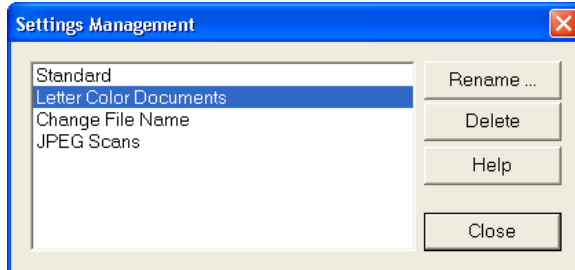 Settings Management
Standard
Letter Color Documents
Change File Name
JPEG Scans
Rename ...
Delete
Help
Close